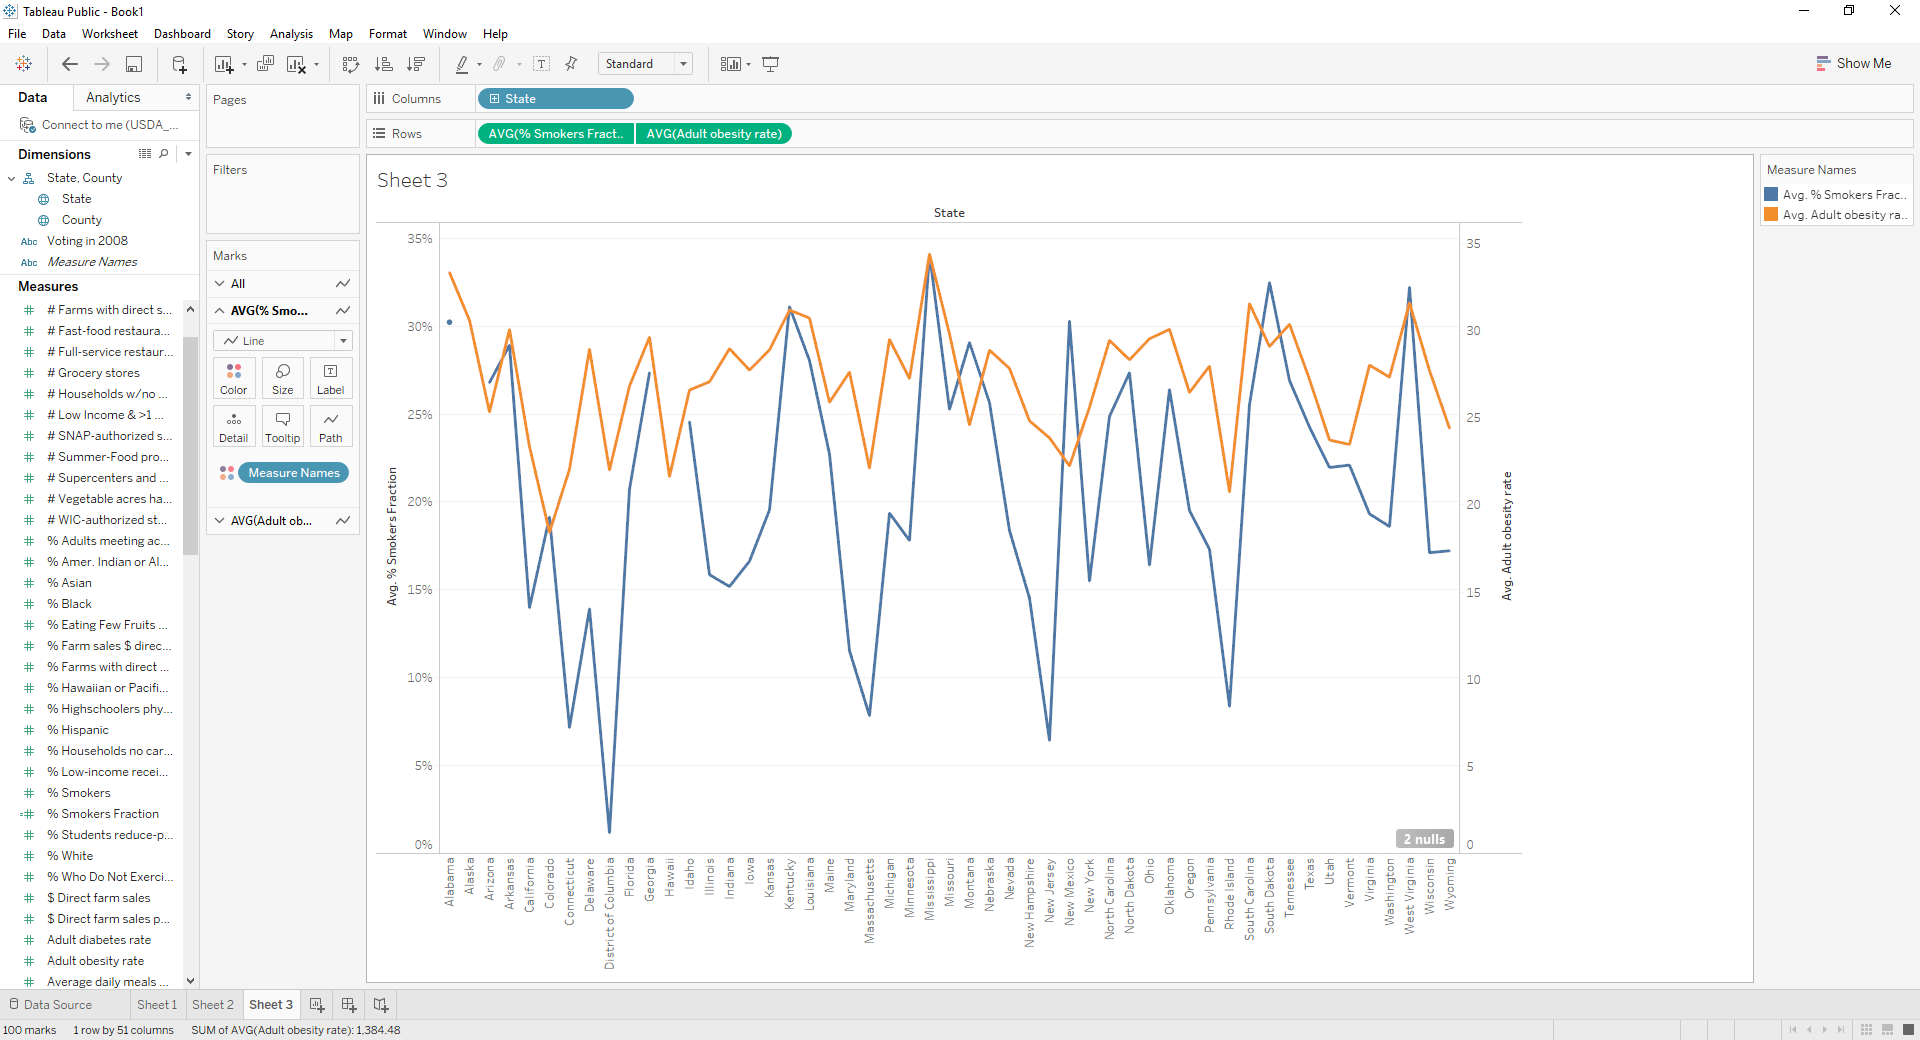 Tableau Public - Book1
File Data Worksheet Dashboard Story Analysis Map Format Window Help
Standard
Show Me
Data Analytics
Connect to me (USDA_...
Dimensions
State, County
State
County
Abc Voting in 2008
Abc Measure Names
Measures
# Farms with direct s...
# Fast-food restaura...
# Full-service restaur...
# Grocery stores
# Households w/no ...
# Low Income & >1 ...
# SNAP-authorized s...
# Summer-Food pro...
# Supercenters and ...
# Vegetable acres ha...
# WIC-authorized st...
% Adults meeting ac...
% Amer. Indian or Al...
% Asian
% Black
% Eating Few Fruits ...
% Farm sales $ direc...
% Farms with direct ...
% Hawaiian or Pacifi...
% Highschoolers phy...
% Hispanic
% Households no car...
% Low-income recei...
% Smokers
% Smokers Fraction
% Students reduce-p...
% White
% Who Do Not Exerci...
$ Direct farm sales
$ Direct farm sales p...
Adult diabetes rate
Adult obesity rate
Average daily meals ...
Pages
Filters
Marks
All
AVG(% Smo...
Line
Color Size Label
Detail Tooltip Path
Measure Names
AVG(Adult ob...
Columns State
Rows AVG(% Smokers Fract.. AVG(Adult obesity rate)
Sheet 3
State
35%
30%
25%
20%
15%
10%
5%
0%
Avg. % Smokers Fraction
35
30
25
20
15
10
5
0
Avg. Adult obesity rate
2 nulls
Alabama
Alaska
Arizona
Arkansas
California
Colorado
Connecticut
Delaware
District of Columbia
Florida
Georgia
Hawaii
Idaho
Illinois
Indiana
Iowa
Kansas
Kentucky
Louisiana
Maine
Maryland
Massachusetts
Michigan
Minnesota
Mississippi
Missouri
Montana
Nebraska
Nevada
New Hampshire
New Jersey
New Mexico
New York
North Carolina
North Dakota
Ohio
Oklahoma
Oregon
Pennsylvania
Rhode Island
South Carolina
South Dakota
Tennessee
Texas
Utah
Vermont
Virginia
Washington
West Virginia
Wisconsin
Wyoming
Measure Names
Avg. % Smokers Frac..
Avg. Adult obesity ra..
Data Source Sheet 1 Sheet 2 Sheet 3
100 marks 1 row by 51 columns SUM of AVG(Adult obesity rate): 1,384.48